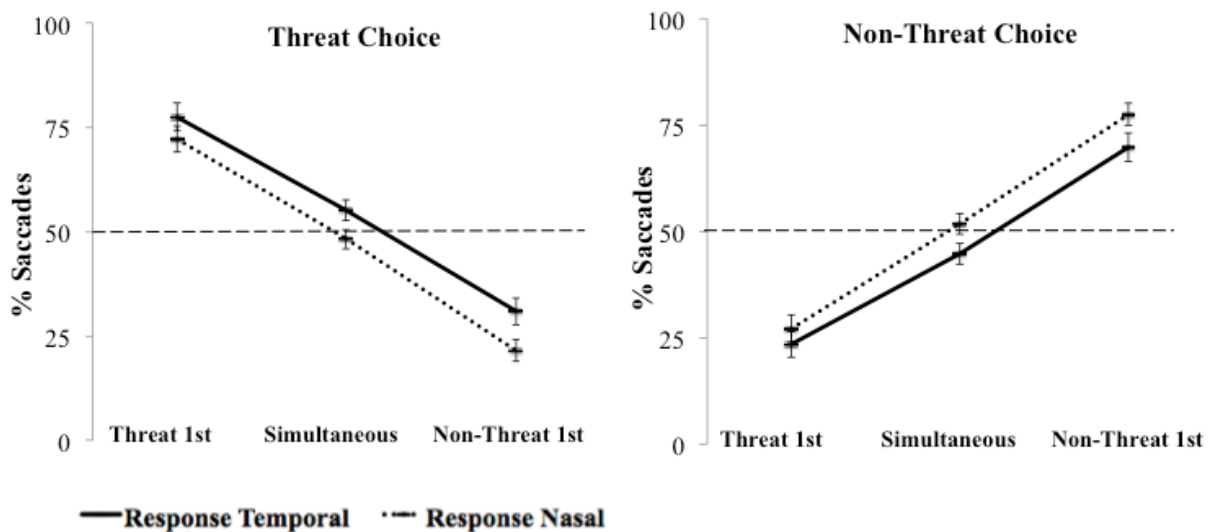 Threat Choice
% Saccades
100
75
50
25
0
Threat 1st Simultaneous Non-Threat 1st
Non-Threat Choice
% Saccades
100
75
50
25
0
Threat 1st Simultaneous Non-Threat 1st
Response Temporal Response Nasal